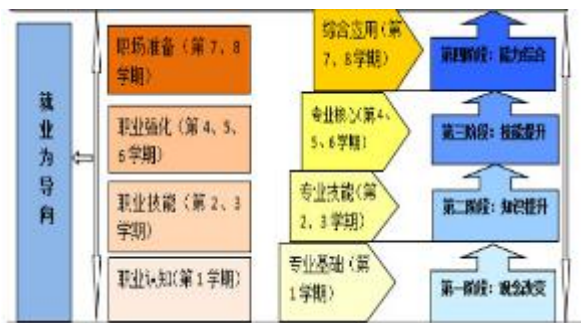 就业为导向
职场准备（第7、8
学期）
职业强化（第4、5、
6学期）
职业技能（第2、3
学期）
职业认知(第1学期）
综合应用（第
7、8学期）
专业核心(第4、
5、6学期）
专业技能(第
2、3学期）
专业基础（第
1学期）
第四阶段：能力综合
第三阶段：技能提升
第二阶段：知识提升
第一阶段：观念改变